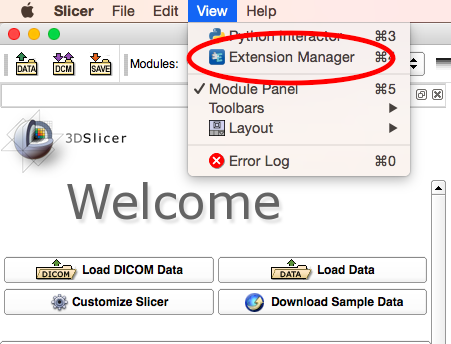 Slicer File Edit View Help
Python Interactor ⌘3
DATA DCM SAVE Modules:
Extension Manager ⌘4
Module Panel ⌘5
Toolbars
Layout
3DSlicer
Error Log ⌘0
Welcome
DICOM Load DICOM Data DATA Load Data
Customize Slicer Download Sample Data